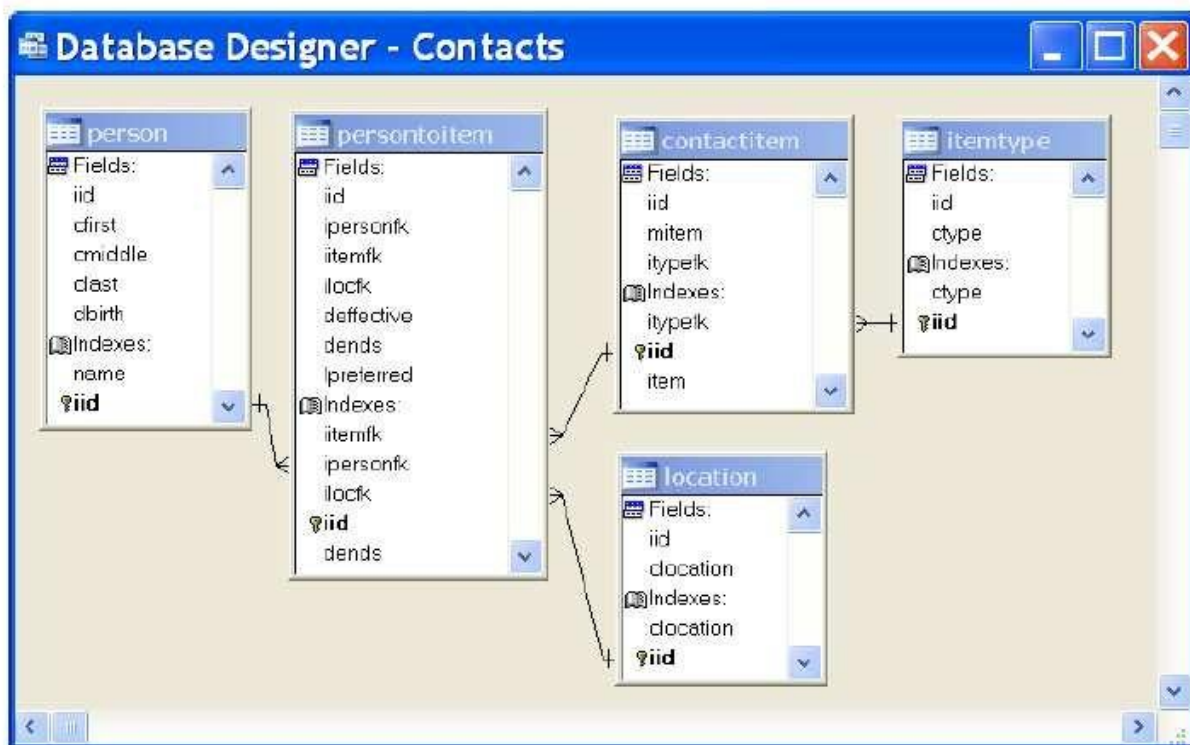 Database Designer - Contacts
person
Fields:
iid
cfirst
cmiddle
clast
dbirth
Indexes:
name
iid
persontoitem
Fields:
iid
ipersonfk
iitemfk
ilocfk
deffective
dends
lpreferred
Indexes:
iitemfk
ipersonfk
ilocfk
iid
dends
contactitem
Fields:
iid
mitem
itypefk
Indexes:
itypefk
iid
item
itemtype
Fields:
iid
ctype
Indexes:
ctype
iid
location
Fields:
iid
clocation
Indexes:
clocation
iid